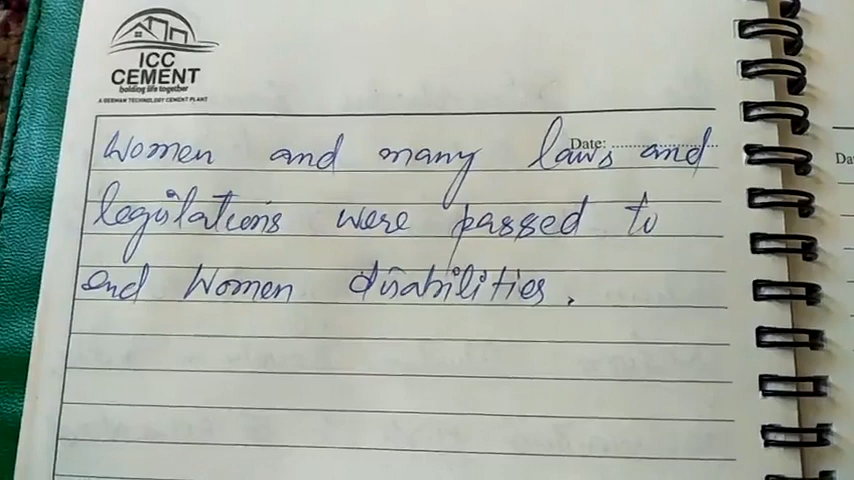 ICC
CEMENT
bolding life together
A GERMAN TECHNOLOGY CEMENT PLANT
Date:
women and many laws and
legislations were passed to
end women disabilities.
Da